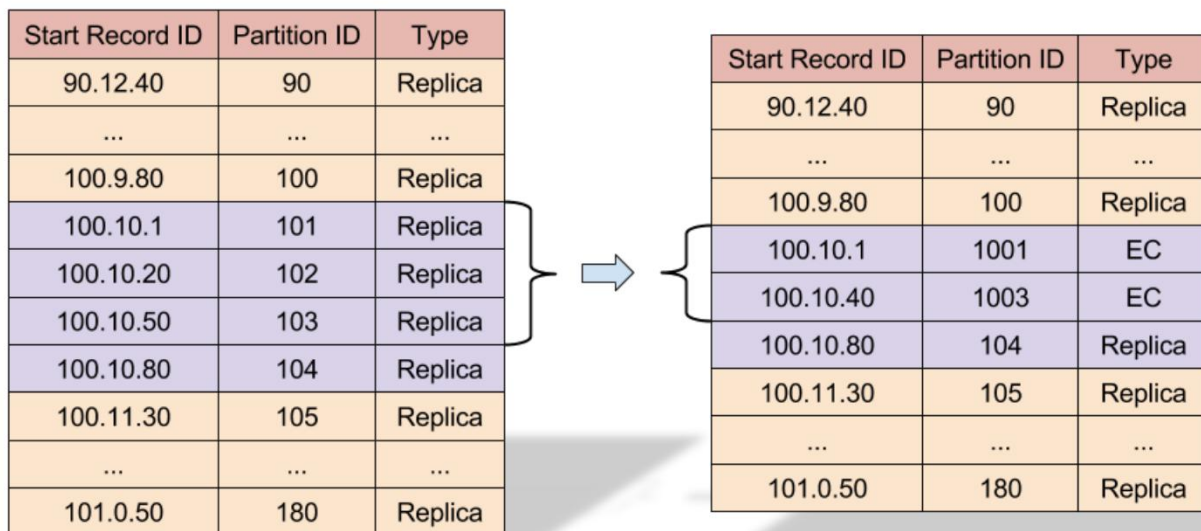 Start Record ID Partition ID Type
90.12.40 90 Replica
... ... ...
100.9.80 100 Replica
100.10.1 101 Replica
100.10.20 102 Replica
100.10.50 103 Replica
100.10.80 104 Replica
100.11.30 105 Replica
... ... ...
101.0.50 180 Replica
Start Record ID Partition ID Type
90.12.40 90 Replica
... ... ...
100.9.80 100 Replica
100.10.1 1001 EC
100.10.40 1003 EC
100.10.80 104 Replica
100.11.30 105 Replica
... ... ...
101.0.50 180 Replica